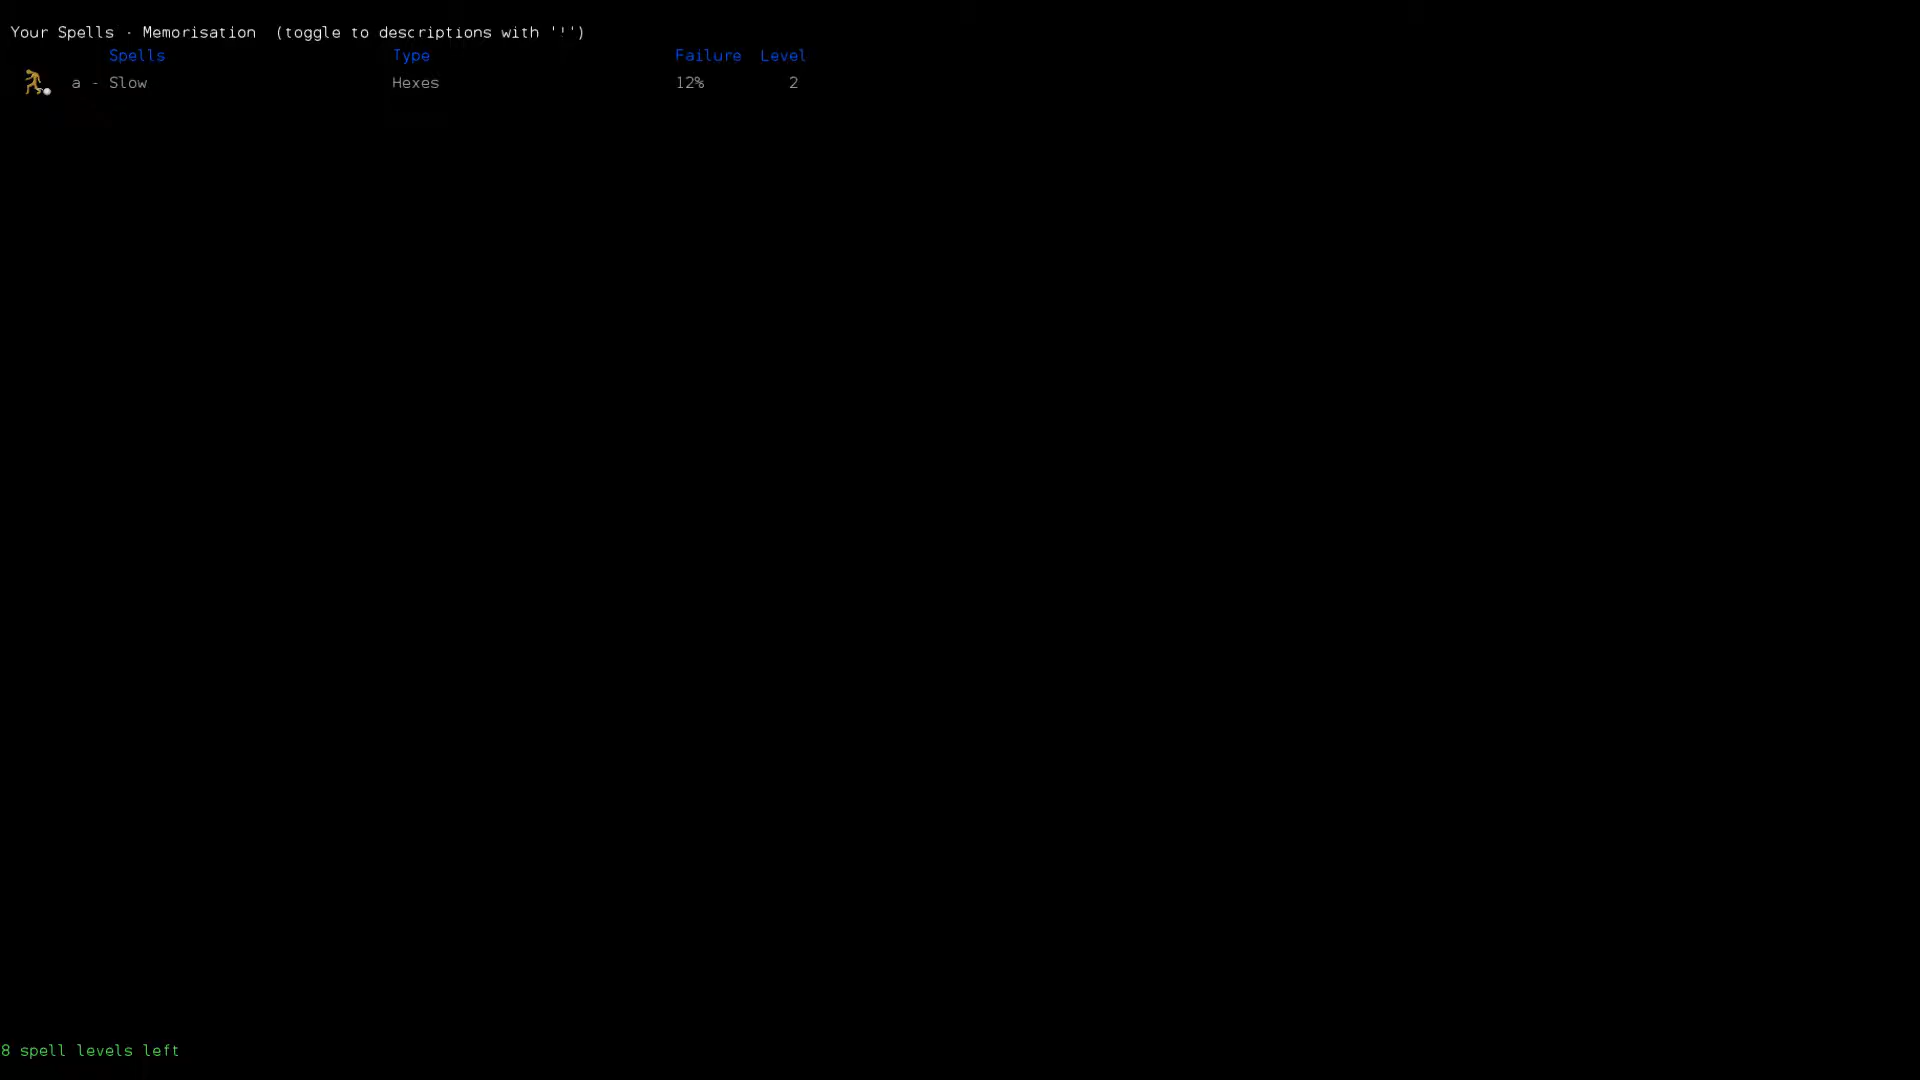 Your Spells · Memorisation  (toggle to descriptions with '!')
Spells Type Failure Level
a - Slow Hexes 12% 2
8 spell levels left